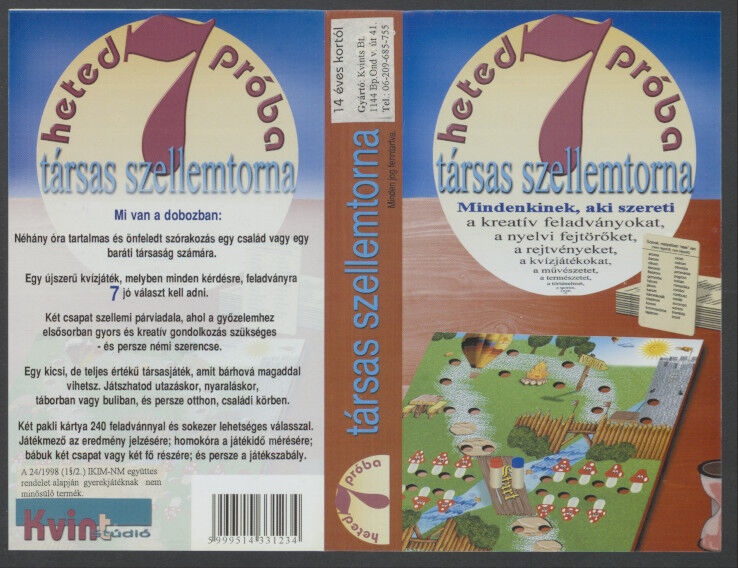 heted 7 próba
társas szellemtorna
Mi van a dobozban:
Néhány óra tartalmas és önfeledt szórakozás egy család vagy egy
baráti társaság számára.
Egy újszerű kvízjáték, melyben minden kérdésre, feladványra
7 jó választ kell adni.
Két csapat szellemi párviadala, ahol a győzelemhez
elsősorban gyors és kreatív gondolkozás szükséges
- és persze némi szerencse.
Egy kicsi, de teljes értékű társasjáték, amit bárhová magaddal
vihetsz. Játszhatod utazáskor, nyaraláskor,
táborban vagy buliban, és persze otthon, családi körben.
Két pakli kártya 240 feladvánnyal és sokezer lehetséges válasszal.
Játékmező az eredmény jelzésére; homokóra a játékidő mérésére;
bábuk két csapat vagy két fő részére; és persze a játékszabály.
A 24/1998 (15/2.) IKIM-NM együttes
rendelet alapján gyerekjátéknak nem
minősülő termék.
Kvint
stúdió
5999514331234
14 éves kortól
Gyártó: Kvints Bt.
1144 Bp.Ond v. út 41.
Tel.: 06-209-685-755
társas szellemtorna
Minden jog fenntartva.
heted 7 próba
heted 7 próba
társas szellemtorna
Mindenkinek, aki szereti
a kreatív feladványokat,
a nyelvi fejtörőket,
a rejtvényeket,
a kvízjátékokat,
a művészetet,
a természetet,
a történelmet,
a sportot,
Start